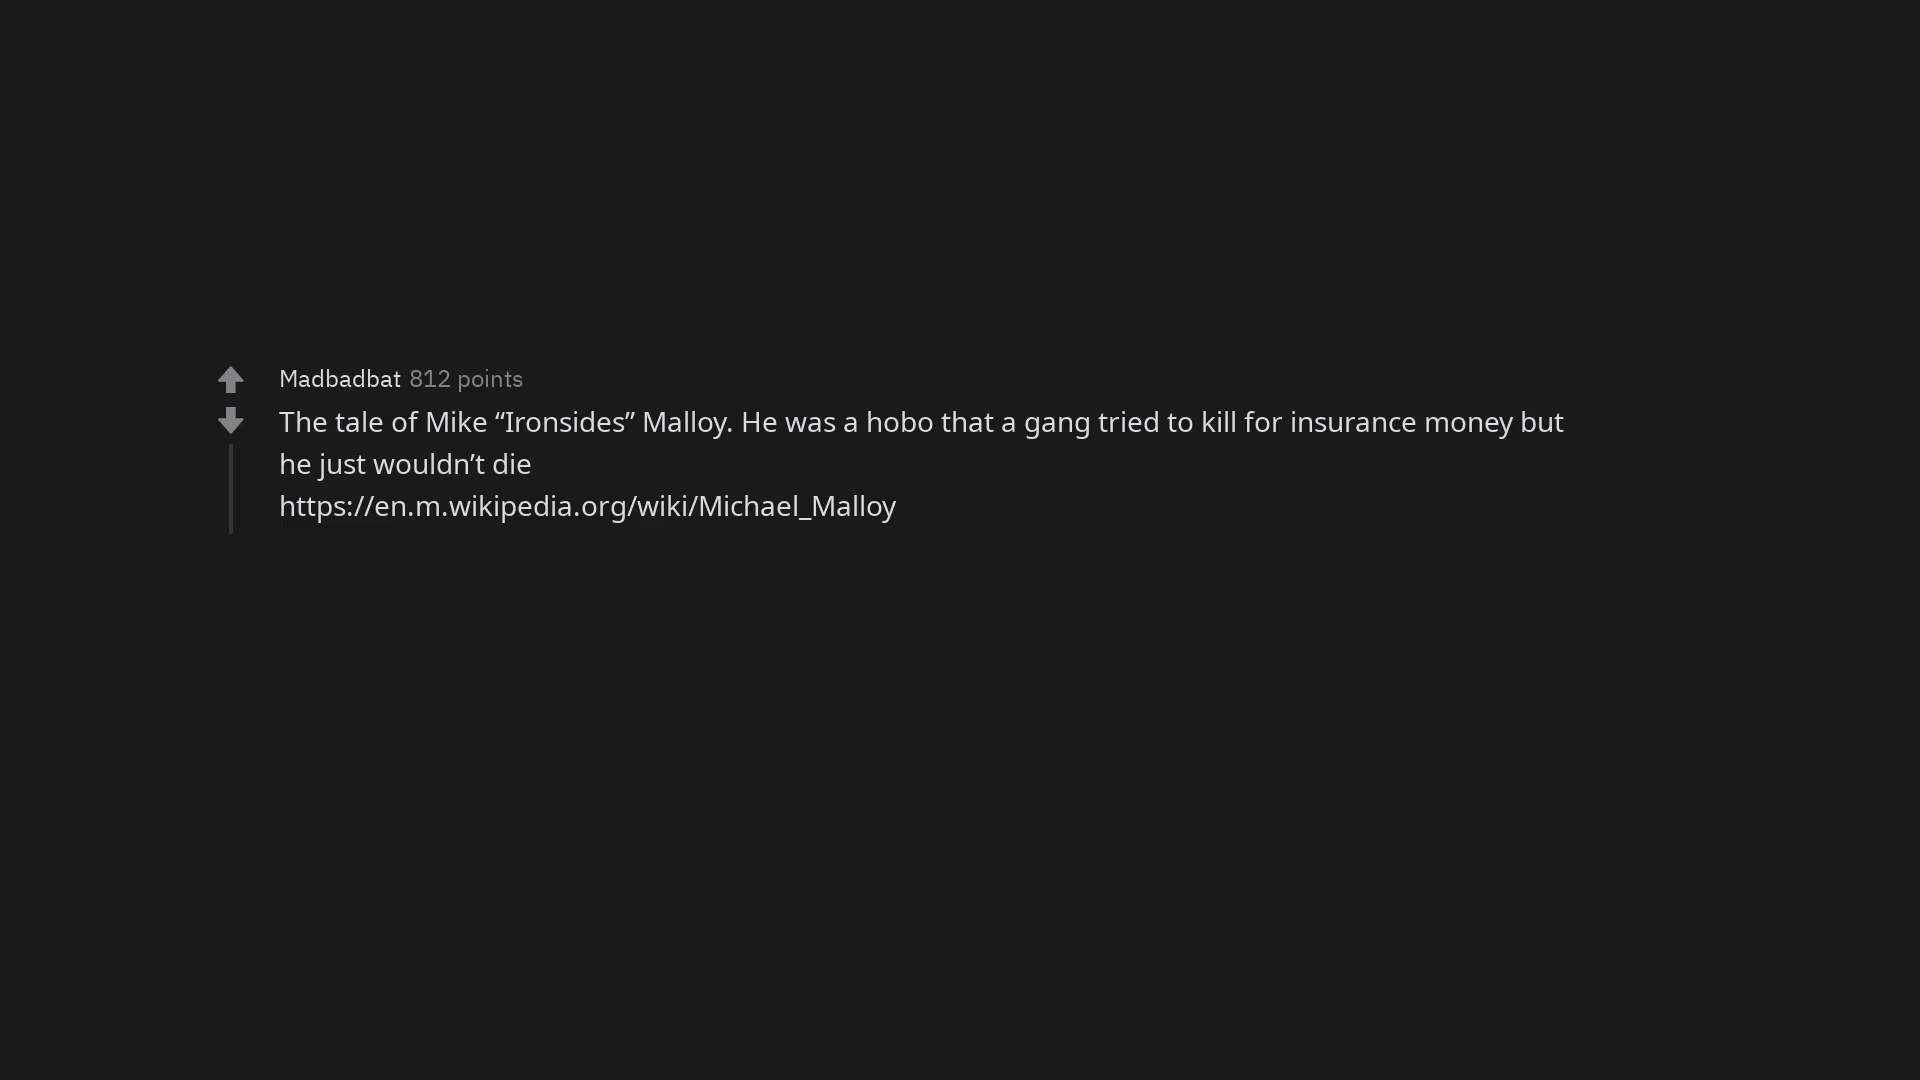 Madbadbat 812 points
The tale of Mike “Ironsides” Malloy. He was a hobo that a gang tried to kill for insurance money but
he just wouldn’t die
https://en.m.wikipedia.org/wiki/Michael_Malloy